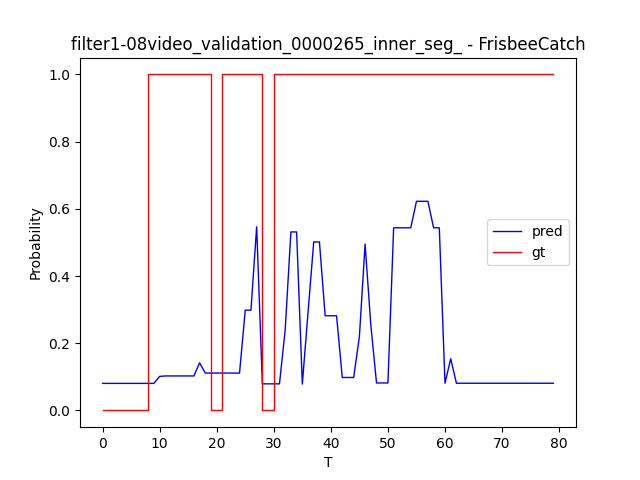 filter1-08video_validation_0000265_inner_seg_ - FrisbeeCatch
1.0
0.8
0.6
0.4
0.2
0.0
Probability
pred
gt
0 10 20 30 40 50 60 70 80
T